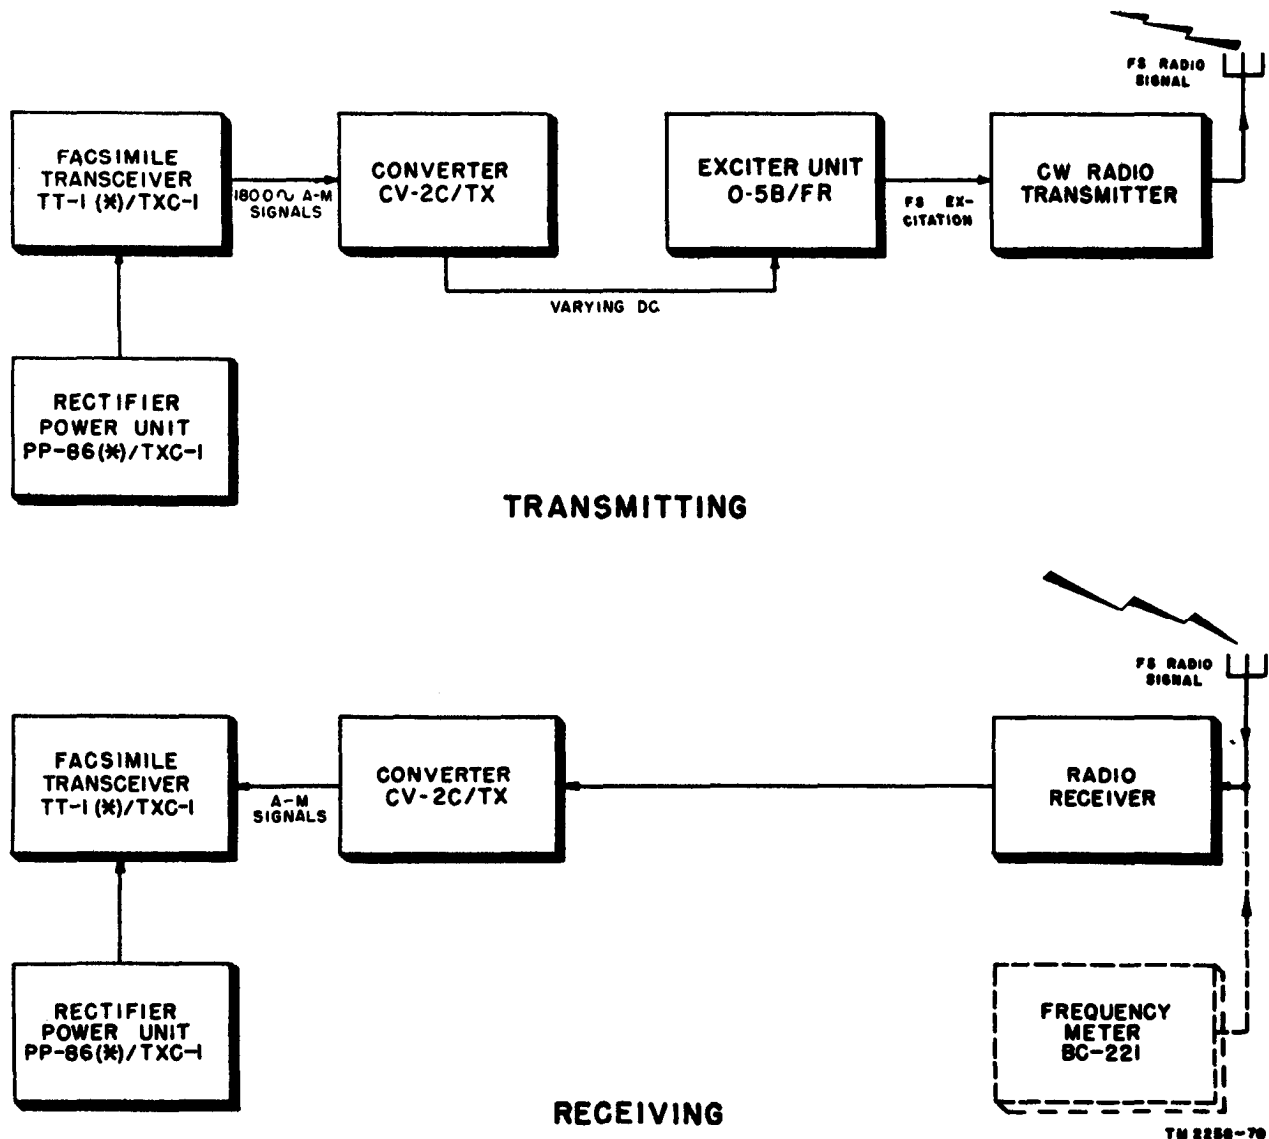 FS RADIO
SIGNAL
FACSIMILE
TRANSCEIVER
TT-1 (*)/TXC-1
1800~ A-M
SIGNALS
CONVERTER
CV-2C/TX
EXCITER UNIT
O-5B/FR
FS EX-
CITATION
CW RADIO
TRANSMITTER
VARYING DC
RECTIFIER
POWER UNIT
PP-86(*)/TXC-1
TRANSMITTING
FS RADIO
SIGNAL
FACSIMILE
TRANSCEIVER
TT-1 (*)/TXC-1
A-M
SIGNALS
CONVERTER
CV-2C/TX
RADIO
RECEIVER
RECTIFIER
POWER UNIT
PP-86(*)/TXC-1
FREQUENCY
METER
BC-221
RECEIVING
TM 2258-70